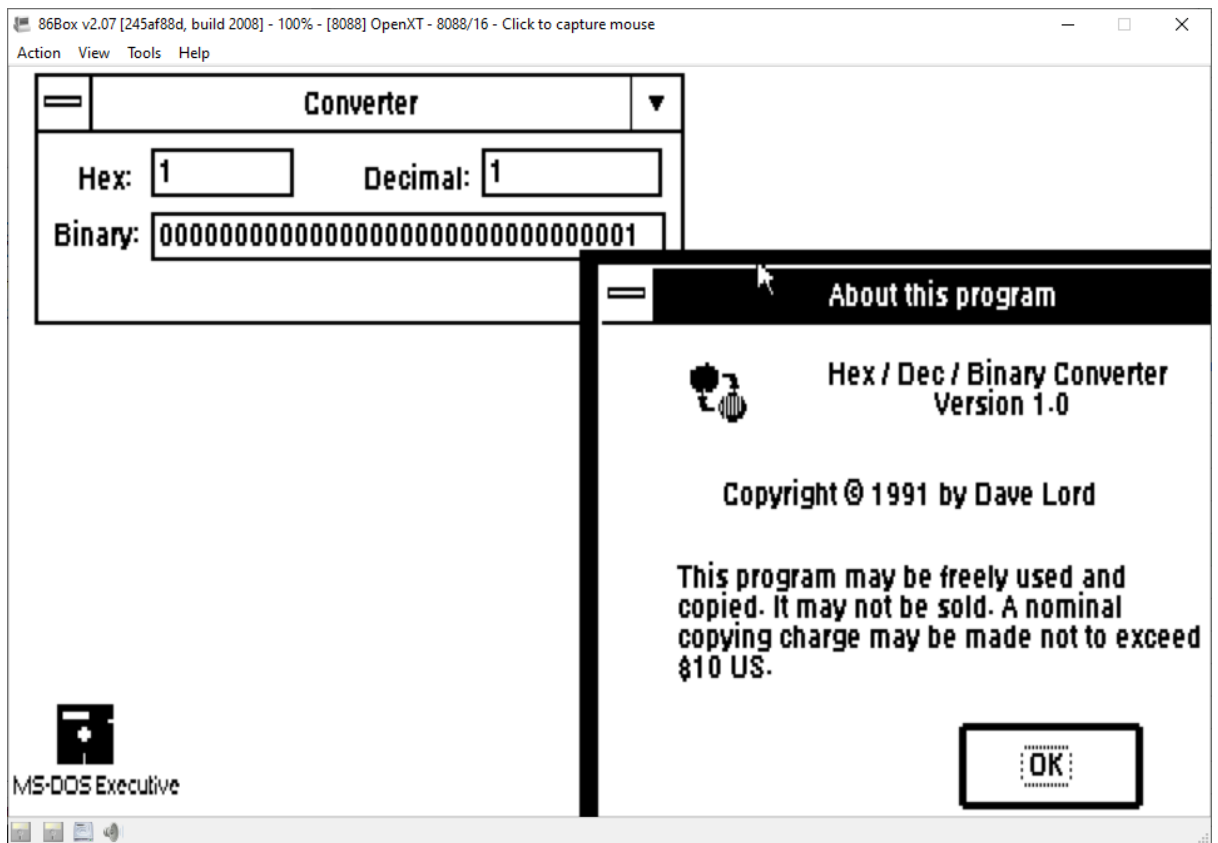 86Box v2.07 [245af88d, build 2008] - 100% - [8088] OpenXT - 8088/16 - Click to capture mouse
Action View Tools Help
Converter
Hex: 1 Decimal: 1
Binary: 00000000000000000000000000000001
About this program
Hex / Dec / Binary Converter
Version 1.0
Copyright © 1991 by Dave Lord
This program may be freely used and
copied. It may not be sold. A nominal
copying charge may be made not to exceed
$10 US.
OK
MS-DOS Executive